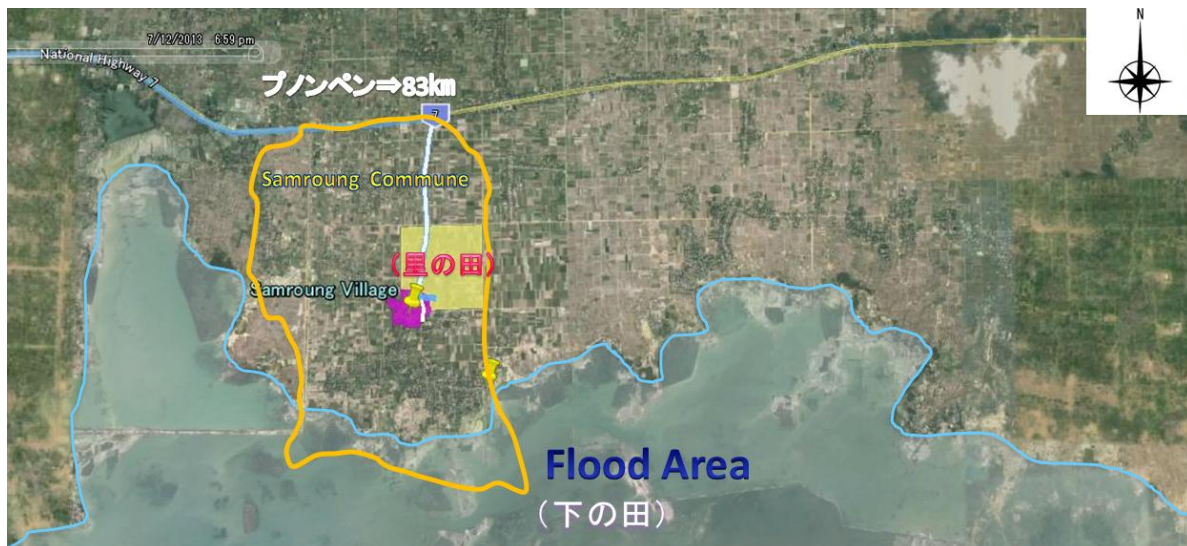 N
7/12/2013 6:59 pm
National Highway 7
プノンペン⇒83km
7
Samroung Commune
(里の田)
Samroung Village
Flood Area
(下の田)